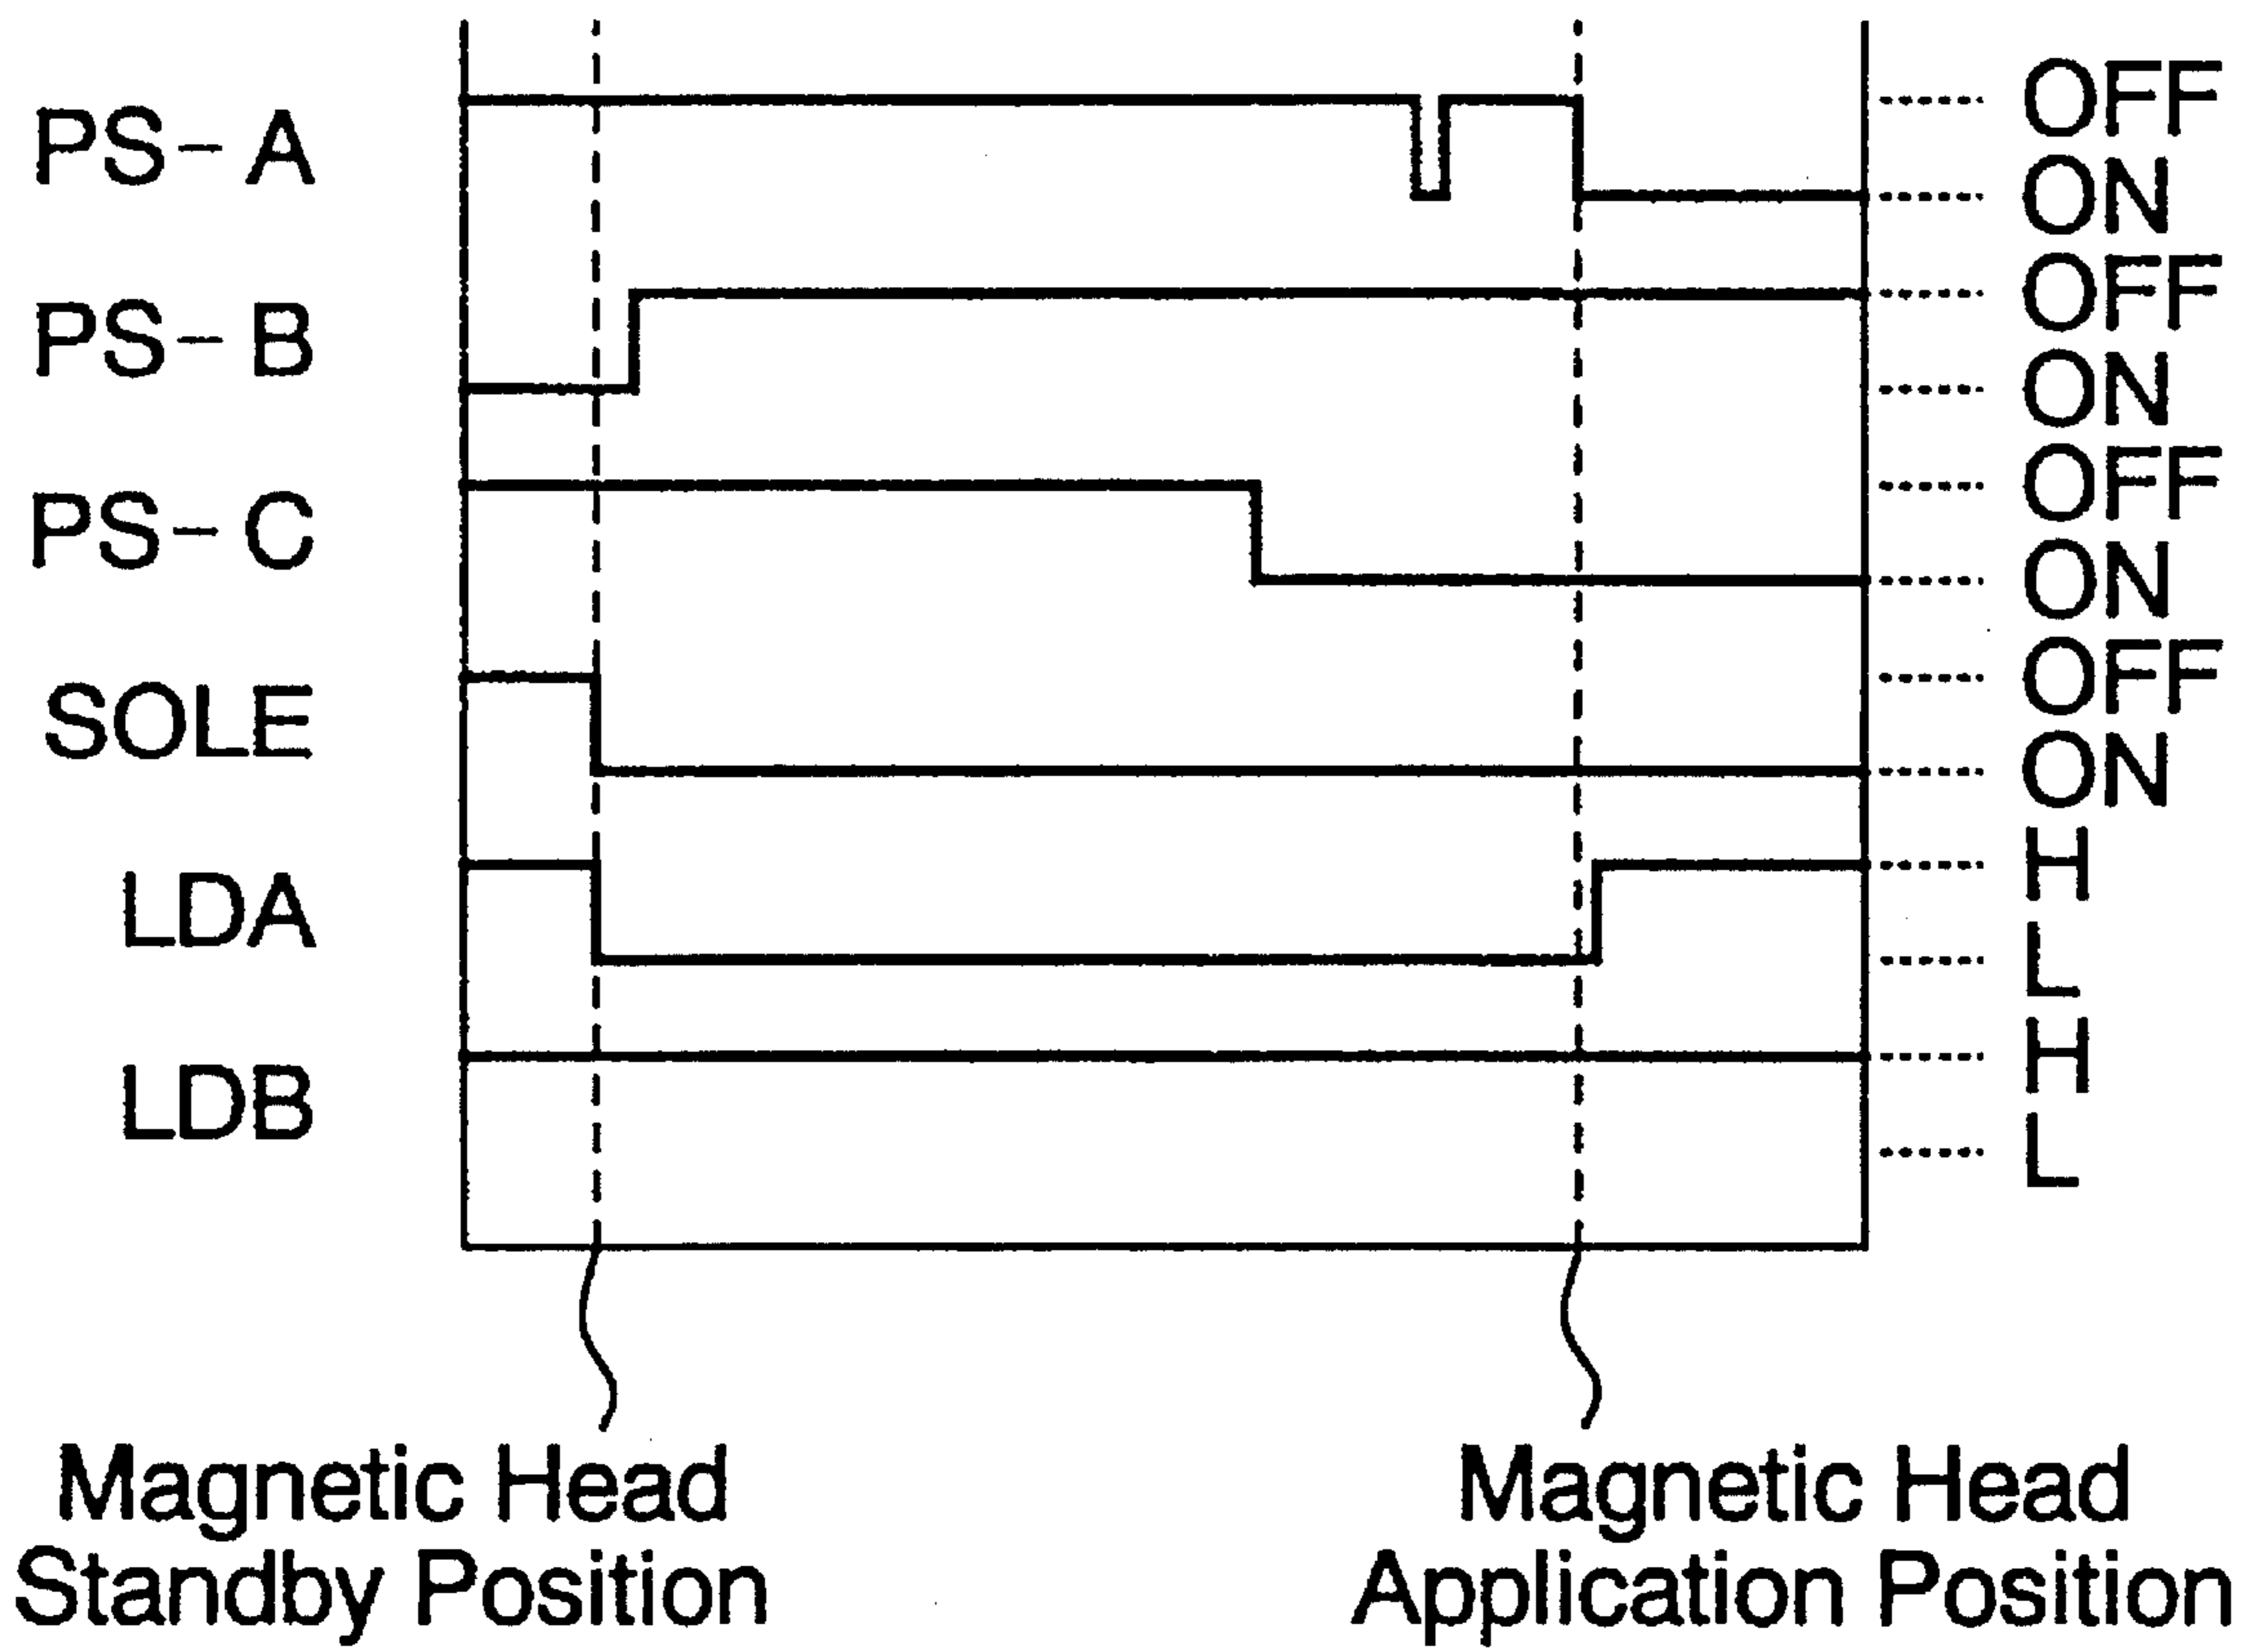 PS-A
OFF
ON
PS-B
OFF
ON
PS-C
OFF
ON
SOLE
OFF
ON
LDA
H
L
LDB
H
L
Magnetic Head
Standby Position
Magnetic Head
Application Position